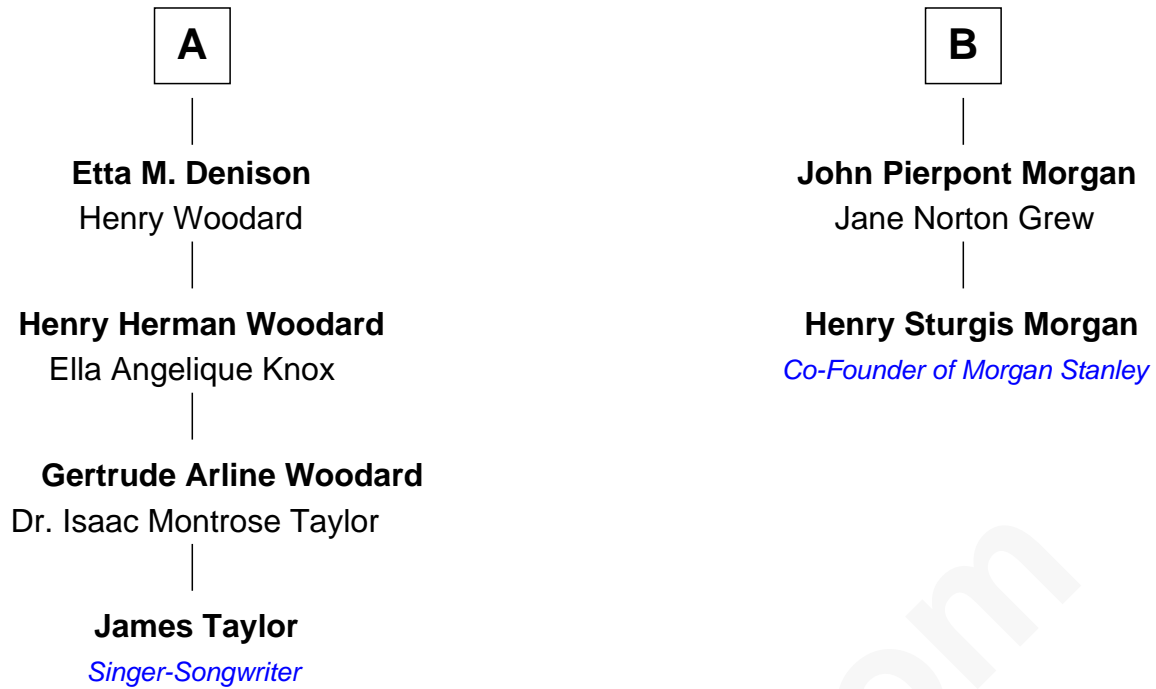 A
Etta M. Denison
Henry Woodard
Henry Herman Woodard
Ella Angelique Knox
Gertrude Arline Woodard
Dr. Isaac Montrose Taylor
James Taylor
Singer-Songwriter
B
John Pierpont Morgan
Jane Norton Grew
Henry Sturgis Morgan
Co-Founder of Morgan Stanley
om